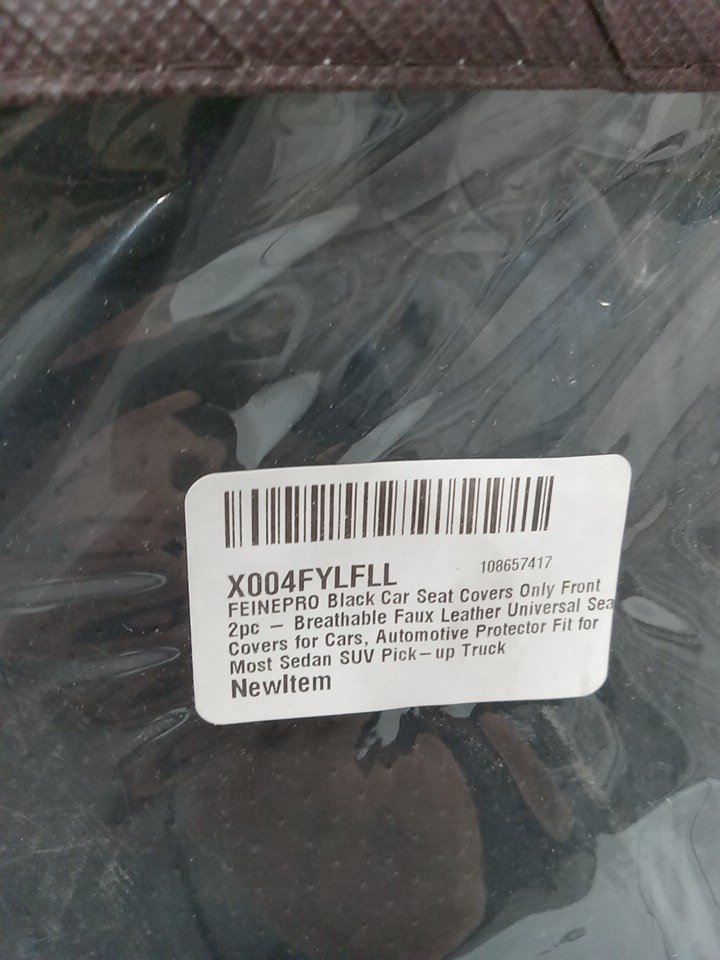 X004FYLFLL 108657417
FEINEPRO Black Car Seat Covers Only Front
2pc – Breathable Faux Leather Universal Sea
Covers for Cars, Automotive Protector Fit for
Most Sedan SUV Pick–up Truck
NewItem